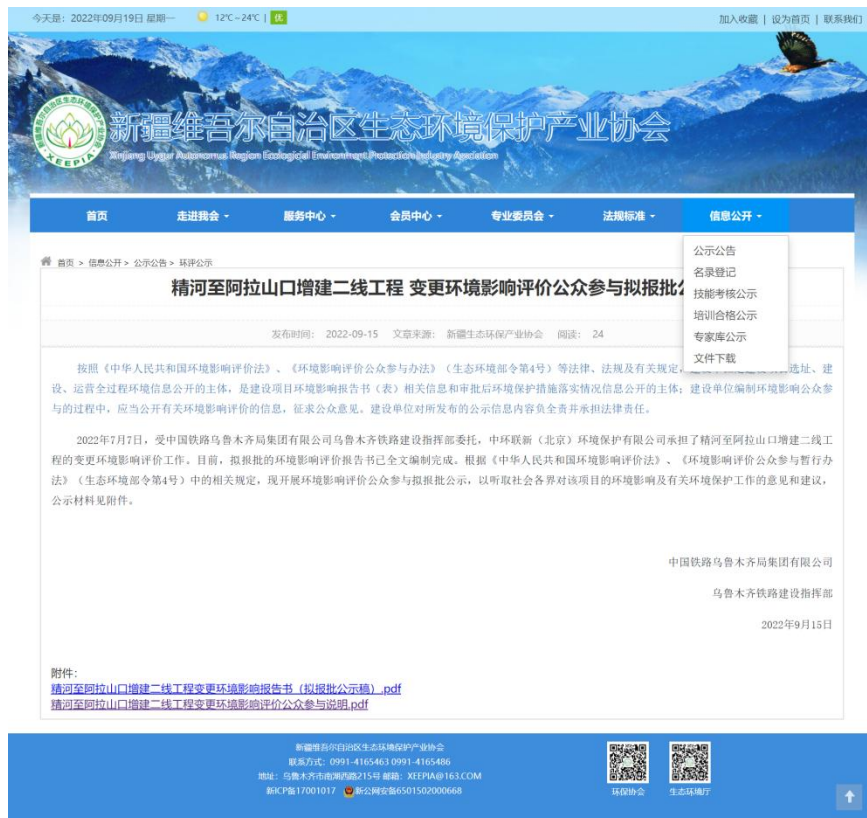 今天是：2022年09月19日 星期一 12℃~24℃ | 优
加入收藏 | 设为首页 | 联系我们
新疆维吾尔自治区生态环境保护产业协会
Xinjiang Uygur Autonomous Region Ecological Environment Protection Industry Association
XEEPIA
首页 走进我会 服务中心 会员中心 专业委员会 法规标准 信息公开
公示公告
名录登记
技能考核公示
培训合格公示
专家库公示
文件下载
首页 > 信息公开 > 公示公告 > 环评公示
精河至阿拉山口增建二线工程 变更环境影响评价公众参与拟报批
发布时间： 2022-09-15 文章来源： 新疆生态环保产业协会 阅读： 24
按照《中华人民共和国环境影响评价法》、《环境影响评价公众参与办法》（生态环境部令第4号）等法律、法规及有关规定，
选址、建
设、运营全过程环境信息公开的主体，是建设项目环境影响报告书（表）相关信息和审批后环境保护措施落实情况信息公开的主体；建设单位编制环境影响公众参
与的过程中，应当公开有关环境影响评价的信息，征求公众意见。建设单位对所发布的公示信息内容负全责并承担法律责任。
2022年7月7日，受中国铁路乌鲁木齐局集团有限公司乌鲁木齐铁路建设指挥部委托，中环联新（北京）环境保护有限公司承担了精河至阿拉山口增建二线工
程的变更环境影响评价工作。目前，拟报批的环境影响评价报告书已全文编制完成。根据《中华人民共和国环境影响评价法》、《环境影响评价公众参与暂行办
法》（生态环境部令第4号）中的相关规定，现开展环境影响评价公众参与拟报批公示，以听取社会各界对该项目的环境影响及有关环境保护工作的意见和建议，
公示材料见附件。
中国铁路乌鲁木齐局集团有限公司
乌鲁木齐铁路建设指挥部
2022年9月15日
附件：
精河至阿拉山口增建二线工程变更环境影响报告书（拟报批公示稿）.pdf
精河至阿拉山口增建二线工程变更环境影响评价公众参与说明.pdf
新疆维吾尔自治区生态环境保护产业协会
联系方式：0991-4165463 0991-4165486
地址：乌鲁木齐市南湖西路215号 邮箱：XEEPIA@163.COM
新ICP备17001017 新公网安备6501502000668
环保协会 生态环境厅